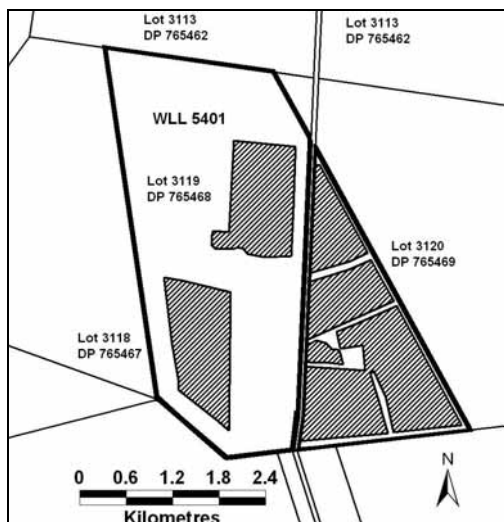 Lot 3113
DP 765462
Lot 3113
DP 765462
WLL 5401
Lot 3119
DP 765468
Lot 3120
DP 765469
Lot 3118
DP 765467
0 0.6 1.2 1.8 2.4
Kilometres
N